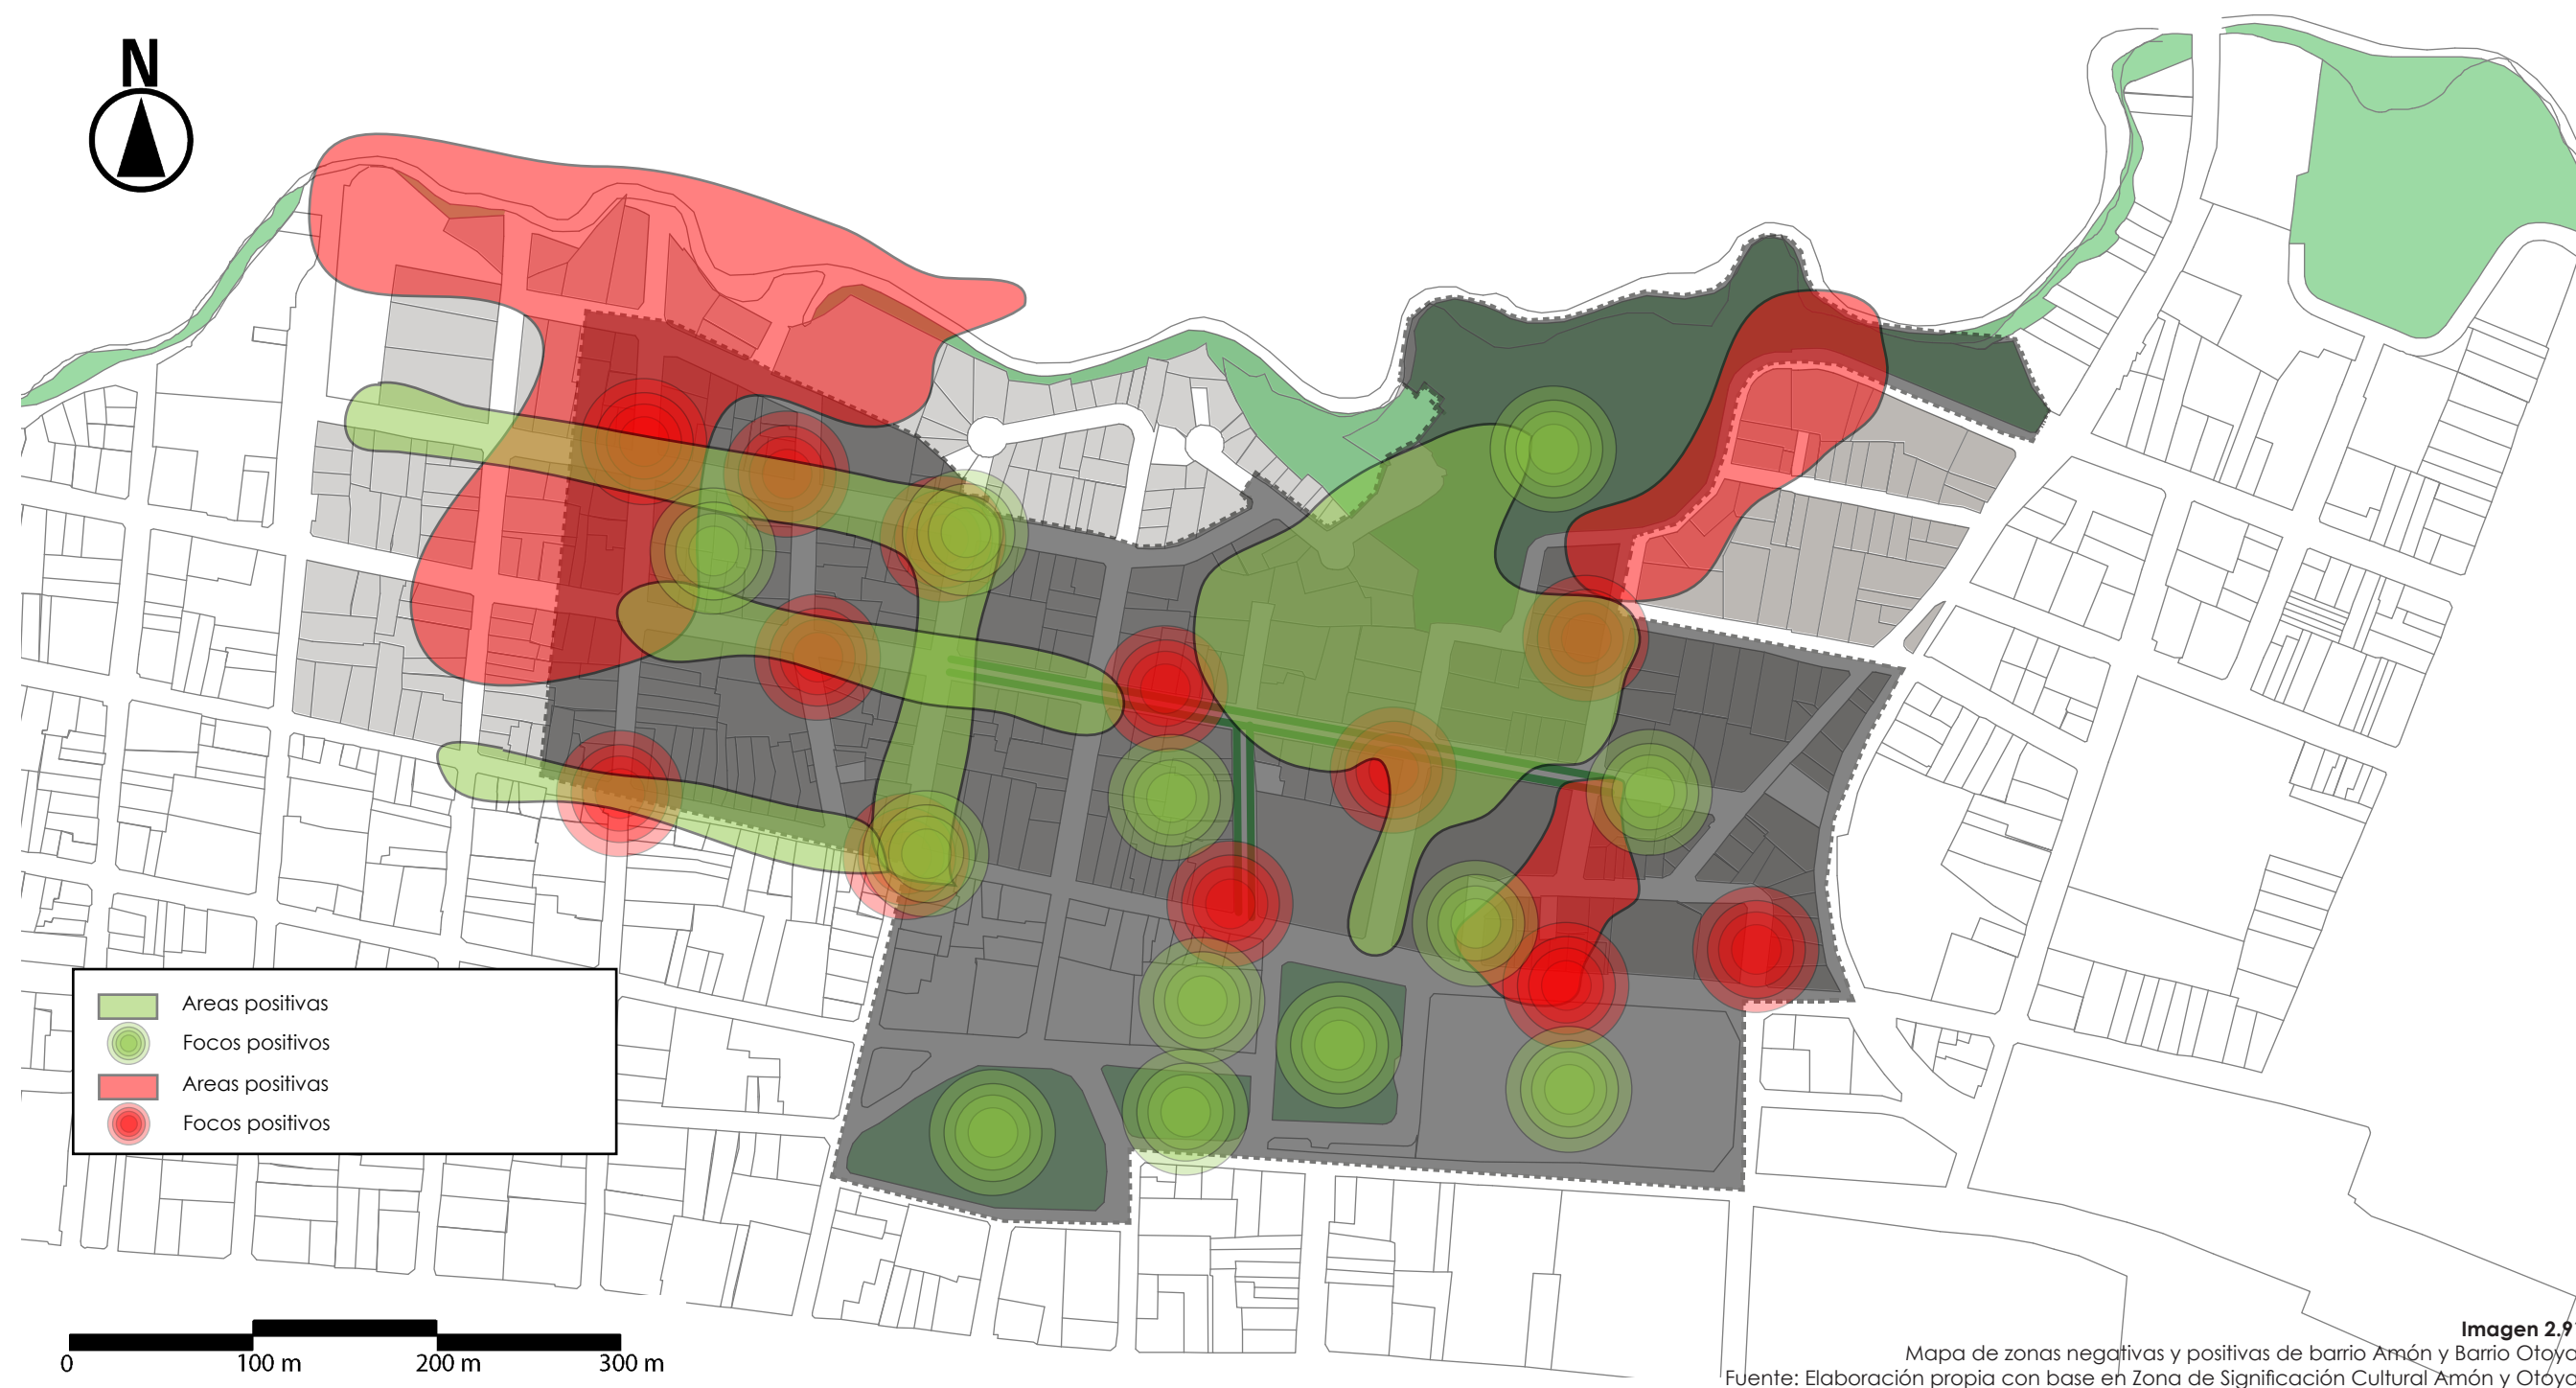 N
Areas positivas
Focos positivos
Areas positivas
Focos positivos
0 100 m 200 m 300 m
Imagen 2.9
Mapa de zonas negativas y positivas de barrio Amón y Barrio Otoya
Fuente: Elaboración propia con base en Zona de Significación Cultural Amón y Otoya